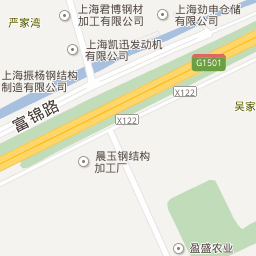 严家湾
上海君博钢材
加工有限公司
上海劲申仓储
有限公司
上海凯迅发动机
有限公司
G1501
上海振杨钢结构
制造有限公司
X122
富锦路
吴家
X122
晨玉钢结构
加工厂
盈盛农业